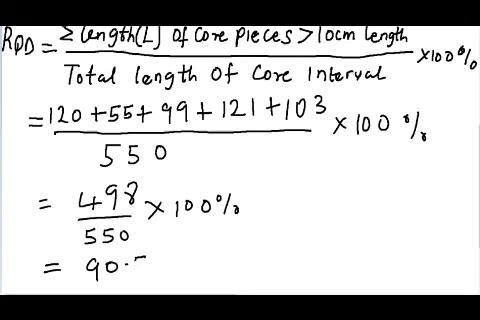 RQD = Σ length(L) of core pieces > 10cm length
Total length of core interval × 100%
= 120 + 55 + 99 + 121 + 103
550 × 100 %
= 498
550 × 100%
= 90.